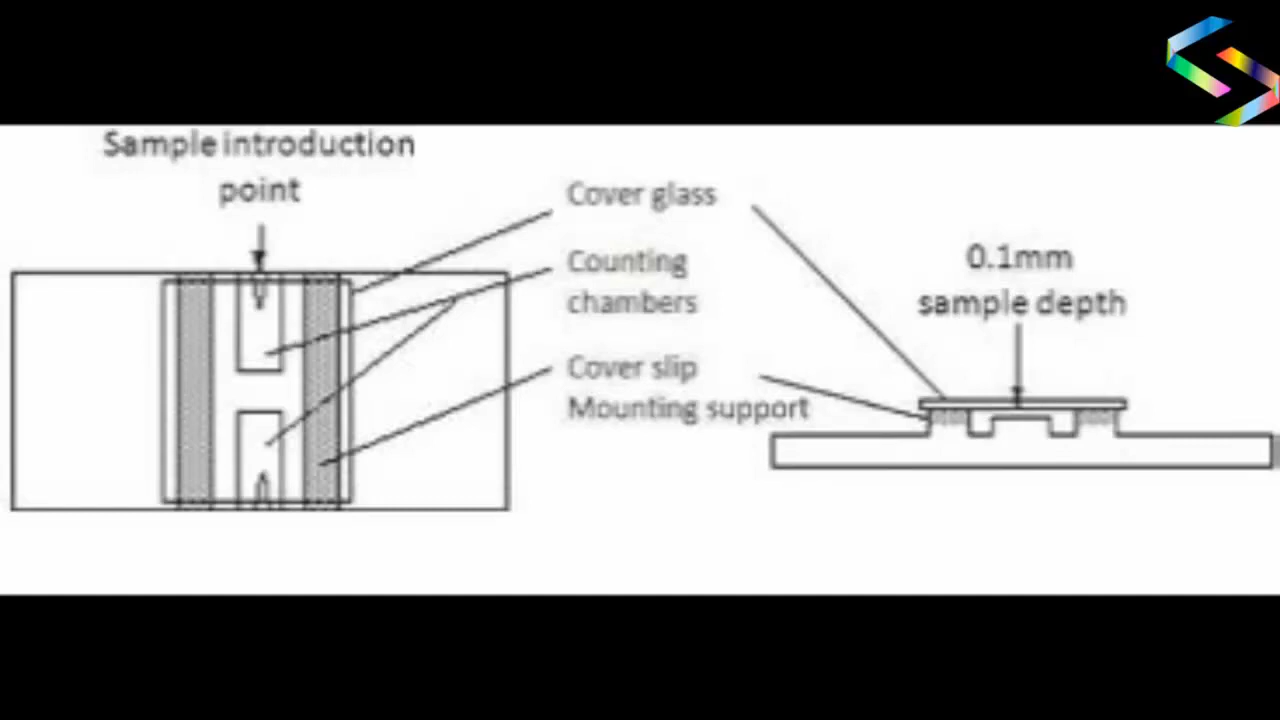 Sample introduction
point
Cover glass
Counting
chambers
Cover slip
Mounting support
0.1mm
sample depth